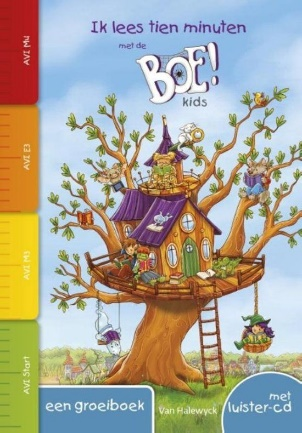 Ik lees tien minuten
met de
BOE!
kids
AVI M4
AVI E3
AVI M3
AVI Start
een groeiboek
Van Halewyck
met
luister-cd